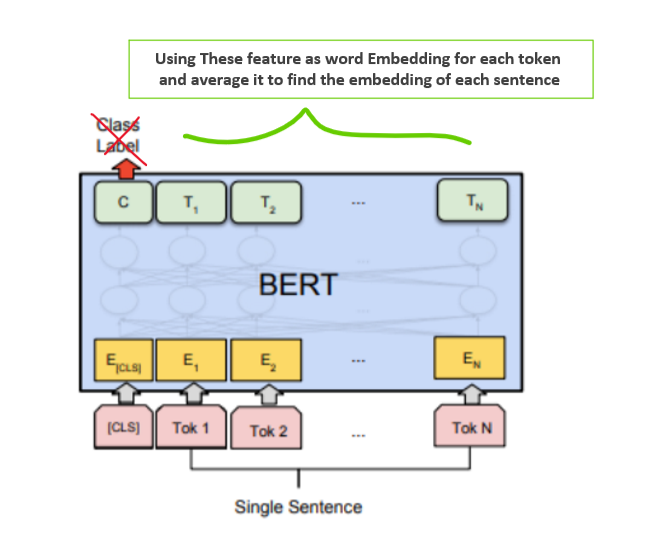 Using These feature as word Embedding for each token
and average it to find the embedding of each sentence
Class
Label
C T1 T2 ... TN
...
BERT
...
E[CLS] E1 E2 ... EN
[CLS] Tok 1 Tok 2 ... Tok N
Single Sentence